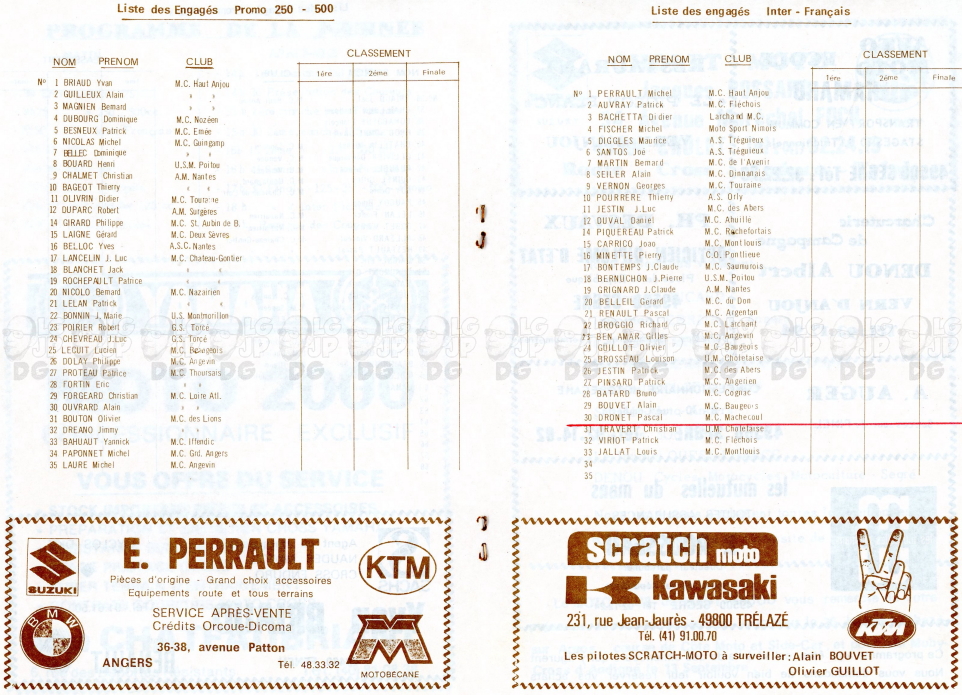 Liste des Engagés Promo 250 - 500
CLASSEMENT
NOM PRENOM CLUB
1ère 2éme Finale
Nº 1 BRIAUD Yvan M.C. Haut Anjou
2 GUILLEUX Alain » »
3 MAGNIEN Bernard » »
4 DUBOURG Dominique M.C. Nozéen
5 BESNEUX Patrick M.C. Ernée
6 NICOLAS Michel M.C. Guingamp
7 BELLEC Dominique » »
8 BOUARD Henri U.S.M. Poitou
9 CHALMET Christian A.M. Nantes
10 BAGEOT Thierry « «
11 OLIVRIN Didier M.C. Touraine
12 DUPARC Robert A.M. Surgères
14 GIRARD Philippe M.C. St. Aubin de B.
15 LAIGNE Gérard M.C. Deux Sèvres
16 BELLOC Yves A.S.C. Nantes
17 LANCELIN J. Luc M.C. Chateau-Gontier
18 BLANCHET Jack » »
19 ROCHEPAULT Patrice » »
20 NICOLO Bernard M.C. Nazairien
21 LELAN Patrick » »
22 BONNIN J. Marie U.S. Montmorillon
23 POIRIER Robert G.S. Torcé
24 CHEVREAU J.Luc G.S. Torcé
25 LECUIT Lucien M.C. Baugeois
26 DOLAY Philippe M.C. Angevin
27 PROTEAU Patrice M.C. Thoursais
28 FORTIN Eric » »
29 FORGEARD Christian M.C. Loire Atl.
30 OUVRARD Alain » »
31 BOUTON Olivier M.C. des Lions
32 DREANO Jimmy » »
33 BAHUAUT Yannick M.C. Iffendic
34 PAPONNET Michel M.C. Grd. Angers
35 LAURE Michel M.C. Angevin
SUZUKI
BMW
E. PERRAULT
Pièces d'origine - Grand choix accessoires
Equipements route et tous terrains
SERVICE APRES-VENTE
Crédits Orcoue-Dicoma
36-38, avenue Patton
ANGERS Tél. 48.33.32
KTM
MOTOBECANE
Liste des engagés Inter - Français
CLASSEMENT
NOM PRENOM CLUB
1ère 2éme Finale
Nº 1 PERRAULT Michel M.C. Haut Anjou
2 AUVRAY Patrick M.C. Fléchois
3 BACHETTA Didier Larchand M.C.
4 FISCHER Michel Moto Sport Nimois
5 DIGGLES Maurice A.S. Tréguieux
6 SANTOS Joé A.S. Tréguieux
7 MARTIN Bernard M.C. de l'Avenir
8 SEILER Alain M.C. Dinnanais
9 VERNON Georges M.C. Touraine
10 POURRERE Thierry A.S. Orly
11 JESTIN J.Luc M.C. des Abers
12 DUVAL Daniel M.C. Ahuillé
14 PIQUEREAU Patrick M.C. Rochefortais
15 CARRICO Joao M.C. Montlouis
16 MINETTE Pierry C.O. Pontlieue
17 BONTEMPS J.Claude M.C. Saumurois
18 BERNUCHON J.Pierre U.S.M. Poitou
19 GRIGNARD J.Claude A.M. Nantes
20 BELLEIL Gerard M.C. du Don
21 RENAULT Pascal M.C. Argentan
22 BROGGIO Richard M.C. Larchant
23 BEN AMAR Gilles M.C. Angevin
24 GUILLOT Olivier M.C. Baugeois
25 BROSSEAU Louison U.M. Choletaise
26 JESTIN Patrick M.C. des Abers
27 PINSARD Patrick M.C. Angerien
28 BATARD Bruno M.C. Cognac
29 BOUVET Alain M.C. Baugeois
30 DRONET Pascal M.C. Machecoul
31 TRAVERT Christian U.M. Choletaise
32 VIRIOT Patrick M.C. Fléchois
33 JALLAT Louis M.C. Montlouis
34
35
scratch moto
Kawasaki
231, rue Jean-Jaurès - 49800 TRÉLAZÉ
Tél. (41) 91.00.70
KTM
Les pilotes SCRATCH-MOTO à surveiller: Alain BOUVET
Olivier GUILLOT